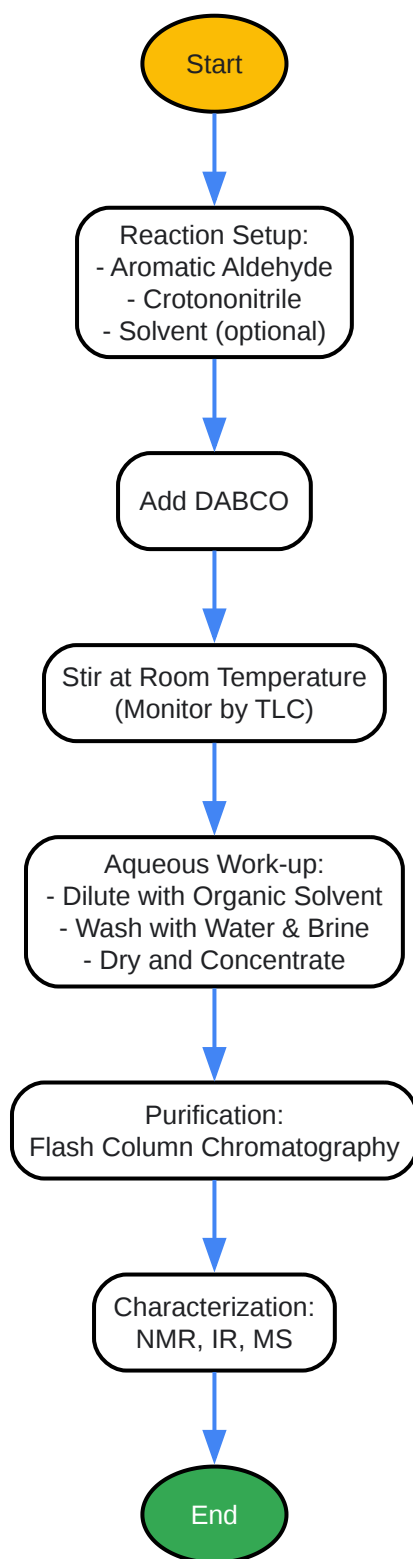 Start
Reaction Setup:
- Aromatic Aldehyde
- Crotononitrile
- Solvent (optional)
Add DABCO
Stir at Room Temperature
(Monitor by TLC)
Aqueous Work-up:
- Dilute with Organic Solvent
- Wash with Water & Brine
- Dry and Concentrate
Purification:
Flash Column Chromatography
Characterization:
NMR, IR, MS
End